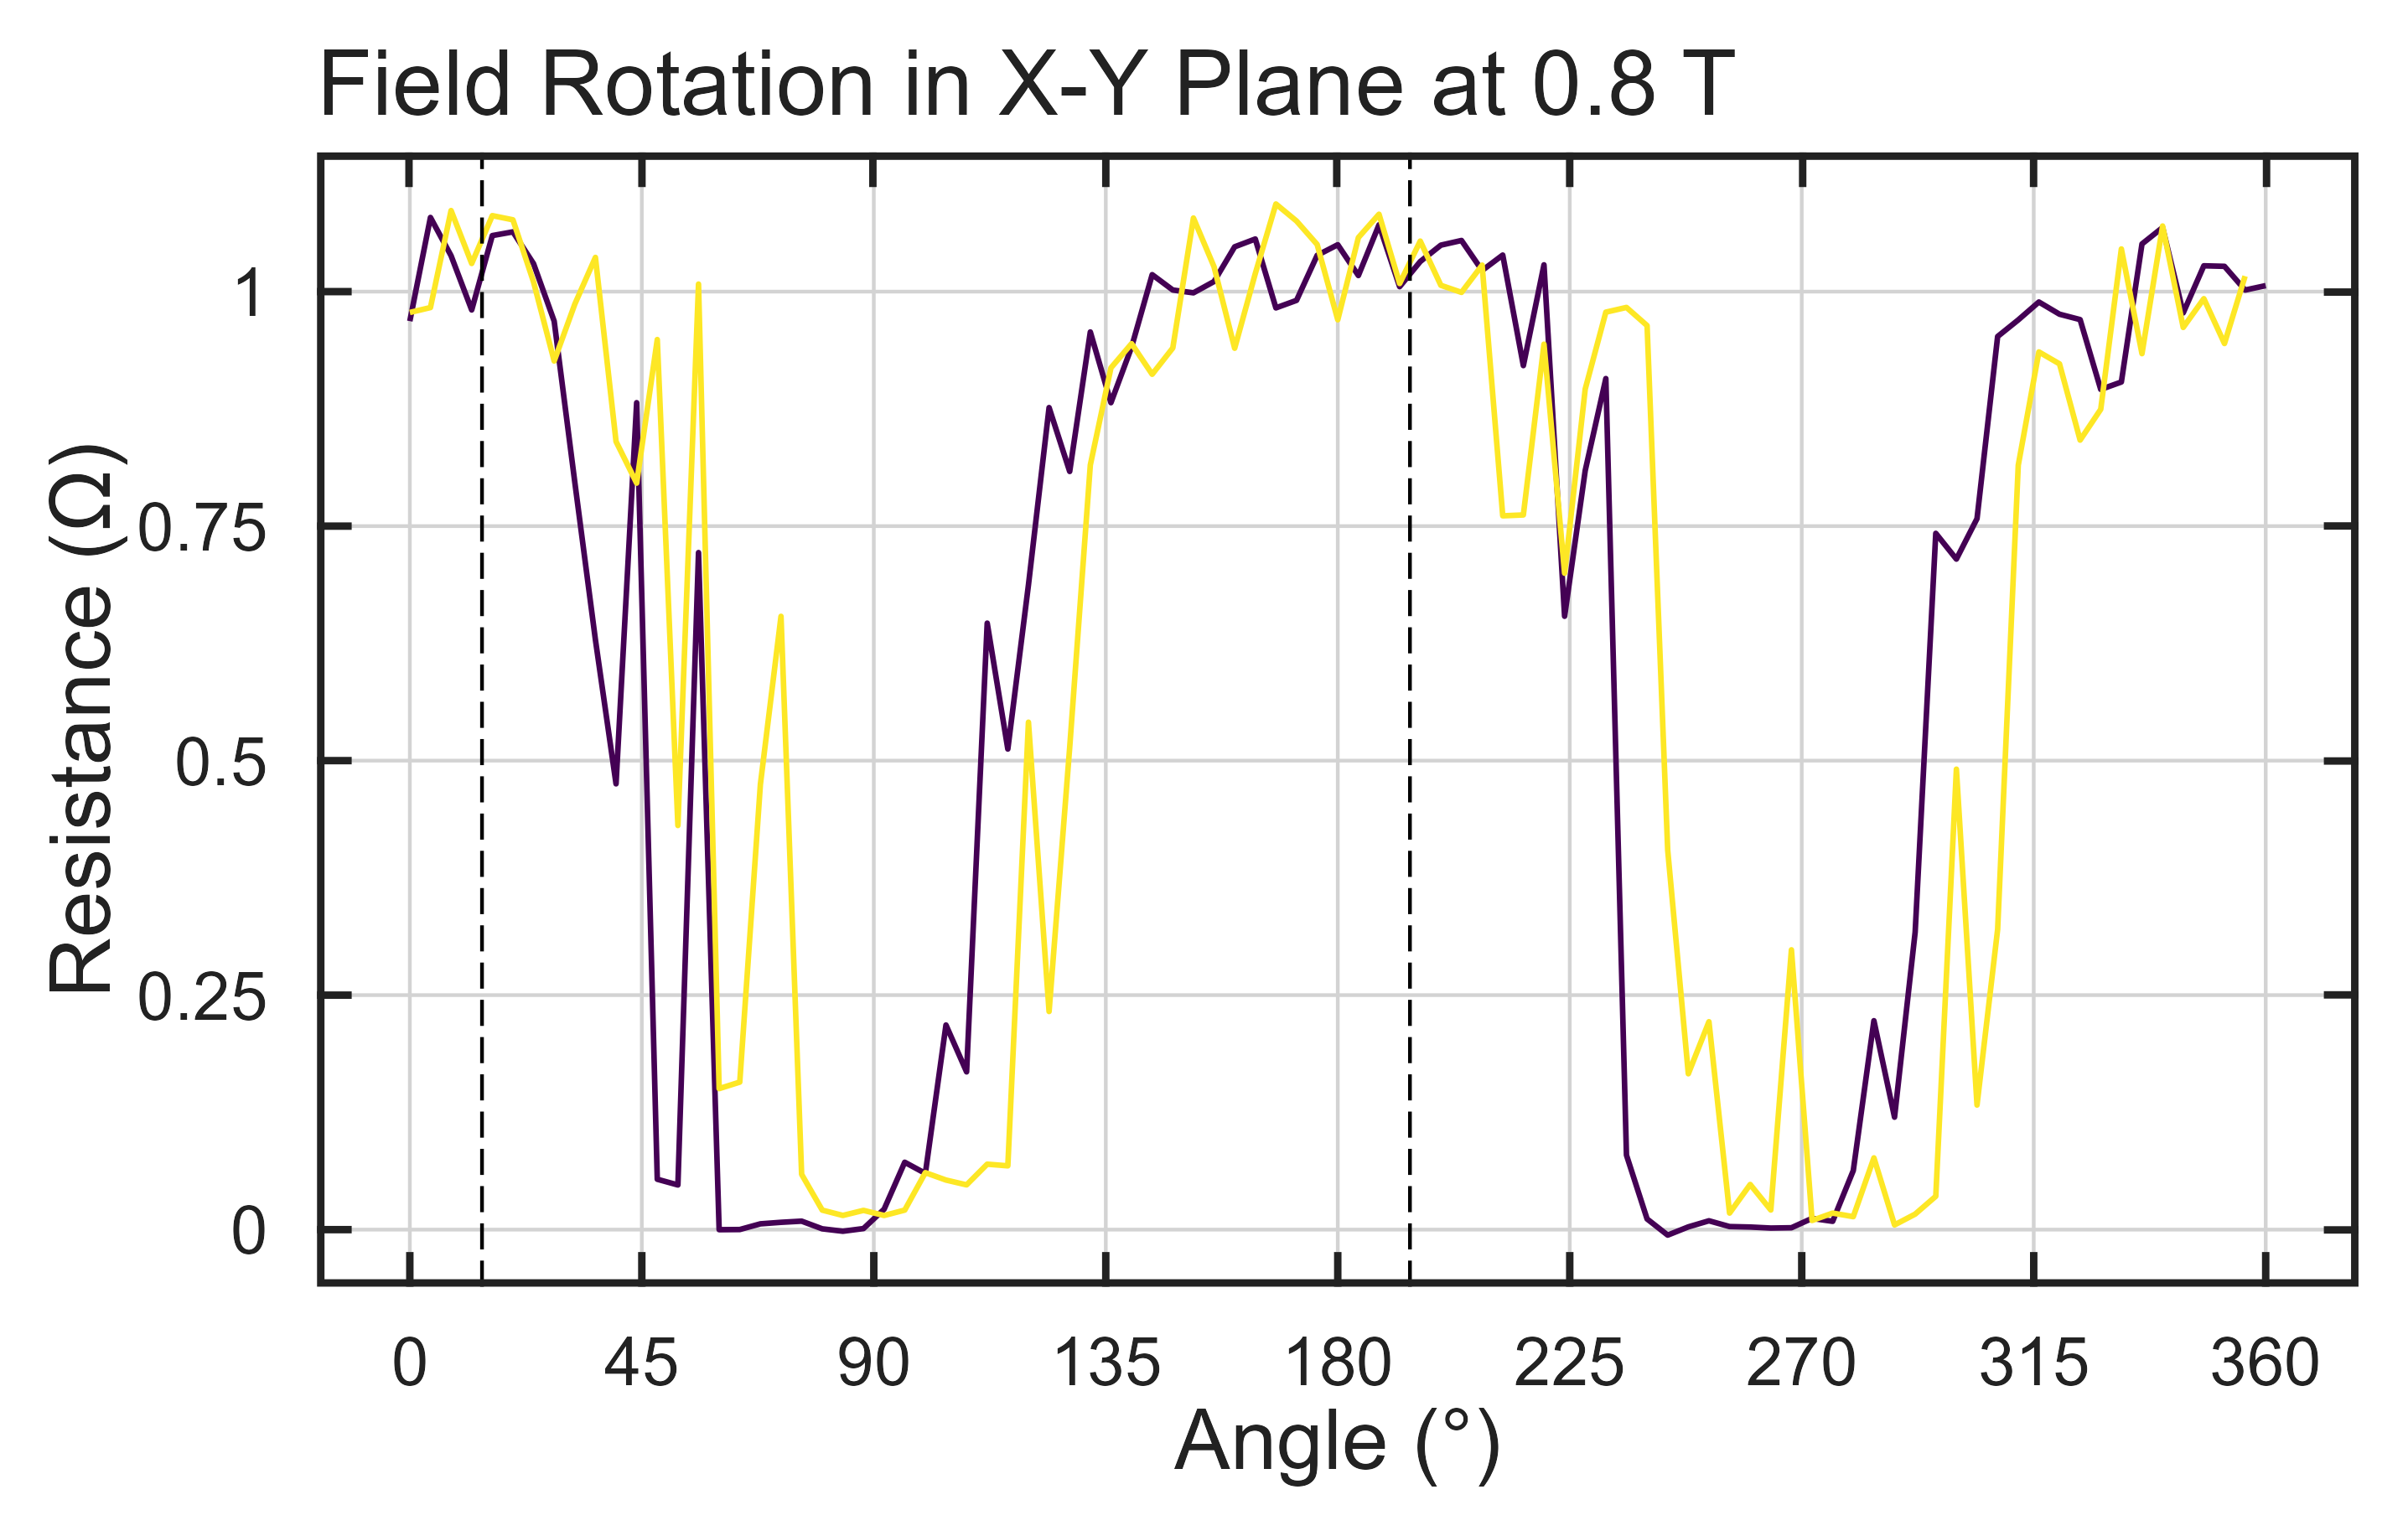 Field Rotation in X-Y Plane at 0.8 T
Resistance (Ω)
1
0.75
0.5
0.25
0
0 45 90 135 180 225 270 315 360
Angle (°)